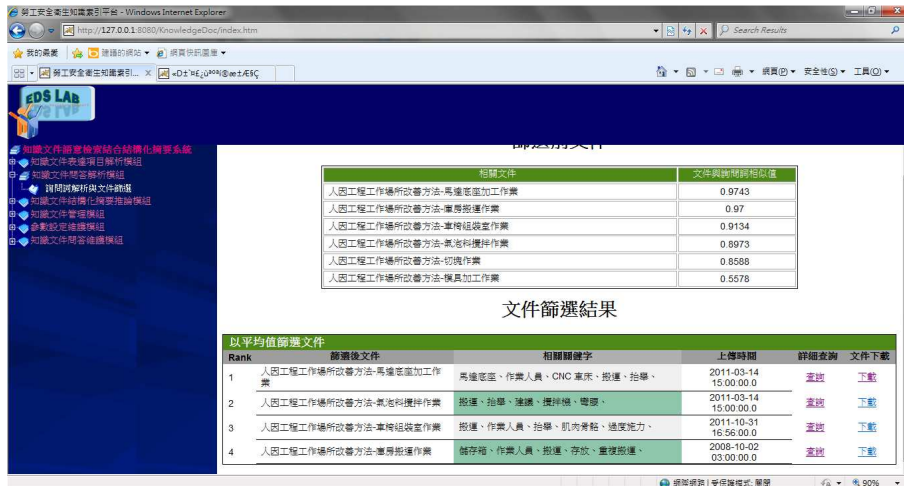 勞工安全衛生知識索引平台 - Windows Internet Explorer
http://127.0.0.1:8080/KnowledgeDoc/index.htm
Search Results
我的最愛 建議的網站 網頁快訊圖庫
勞工安全衛生知識索引...
網頁(P) 安全性(S) 工具(O)
EDS LAB
知識文件語意檢索結合結構化摘要系統
知識文件表達項目解析模組
知識文件問答解析模組
詢問詞解析與文件篩選
知識文件結構化摘要推論模組
知識文件管理模組
參數設定維護模組
知識文件問答維護模組
篩選前文件
相關文件 文件與詢問詞相似值
人因工程工作場所改善方法-馬達底座加工作業 0.9743
人因工程工作場所改善方法-庫房搬運作業 0.97
人因工程工作場所改善方法-車椅組裝室作業 0.9134
人因工程工作場所改善方法-氣泡料攪拌作業 0.8973
人因工程工作場所改善方法-切塊作業 0.8588
人因工程工作場所改善方法-模具加工作業 0.5578
文件篩選結果
以平均值篩選文件
Rank 篩選後文件 相關關鍵字 上傳時間 詳細查詢 文件下載
1 人因工程工作場所改善方法-馬達底座加工作業 馬達底座、作業人員、CNC 車床、搬運、抬舉、 2011-03-14 15:00:00.0 查詢 下載
2 人因工程工作場所改善方法-氣泡料攪拌作業 搬運、抬舉、建議、攪拌機、彎腰、 2011-03-14 15:00:00.0 查詢 下載
3 人因工程工作場所改善方法-車椅組裝室作業 搬運、作業人員、抬舉、肌肉骨骼、過度施力、 2011-10-31 16:56:00.0 查詢 下載
4 人因工程工作場所改善方法-庫房搬運作業 儲存箱、作業人員、搬運、存放、重複搬運、 2008-10-02 03:00:00.0 查詢 下載
網際網路 | 受保護模式: 關閉 90%